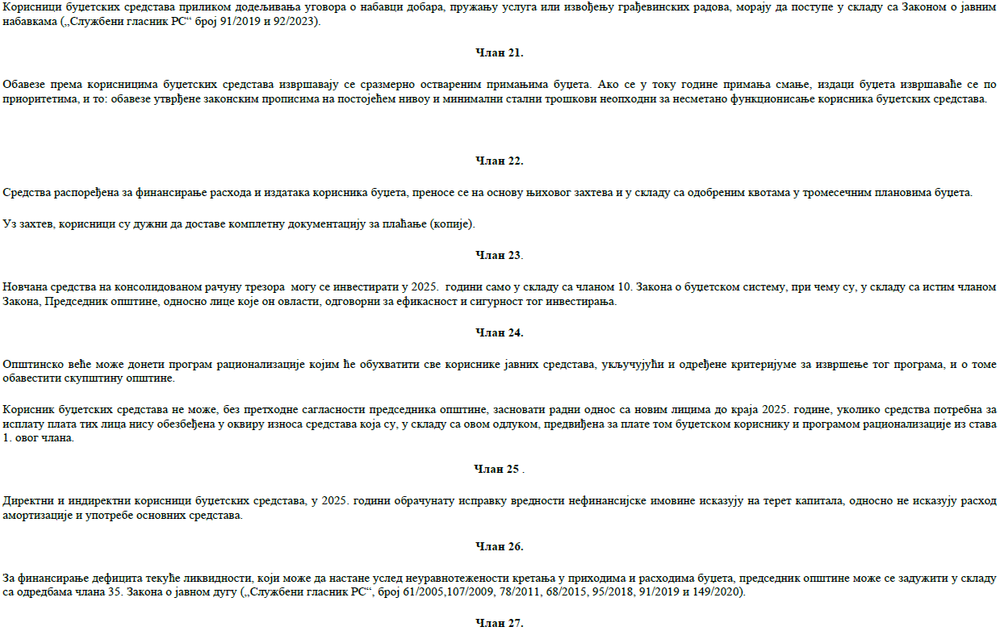 Корисници буџетских средстава приликом додељивања уговора о набавци добара, пружању услуга или извођењу грађевинских радова, морају да поступе у складу са Законом о јавним
набавкама („Службени гласник РС“ број 91/2019 и 92/2023).
Члан 21.
Обавезе према корисницима буџетских средстава извршавају се сразмерно оствареним примањима буџета. Ако се у току године примања смање, издаци буџета извршаваће се по
приоритетима, и то: обавезе утврђене законским прописима на постојећем нивоу и минимални стални трошкови неопходни за несметано функционисање корисника буџетских средстава.
Члан 22.
Средства распоређена за финансирање расхода и издатака корисника буџета, преносе се на основу њиховог захтева и у складу са одобреним квотама у тромесечним плановима буџета.
Уз захтев, корисници су дужни да доставе комплетну документацију за плаћање (копије).
Члан 23.
Новчана средства на консолидованом рачуну трезора могу се инвестирати у 2025. години само у складу са чланом 10. Закона о буџетском систему, при чему су, у складу са истим чланом
Закона, Председник општине, односно лице које он овласти, одговорни за ефикасност и сигурност тог инвестирања.
Члан 24.
Општинско веће може донети програм рационализације којим ће обухватити све кориснике јавних средстава, укључујући и одређене критеријуме за извршење тог програма, и о томе
обавестити скупштину општине.
Корисник буџетских средстава не може, без претходне сагласности председника општине, засновати радни однос са новим лицима до краја 2025. године, уколико средства потребна за
исплату плата тих лица нису обезбеђена у оквиру износа средстава која су, у складу са овом одлуком, предвиђена за плате том буџетском кориснику и програмом рационализације из става
1. овог члана.
Члан 25 .
Директни и индиректни корисници буџетских средстава, у 2025. години обрачунату исправку вредности нефинансијске имовине исказују на терет капитала, односно не исказују расход
амортизације и употребе основних средстава.
Члан 26.
За финансирање дефицита текуће ликвидности, који може да настане услед неуравнотежености кретања у приходима и расходима буџета, председник општине може се задужити у складу
са одредбама члана 35. Закона о јавном дугу („Службени гласник РС“, број 61/2005,107/2009, 78/2011, 68/2015, 95/2018, 91/2019 и 149/2020).
Члан 27.